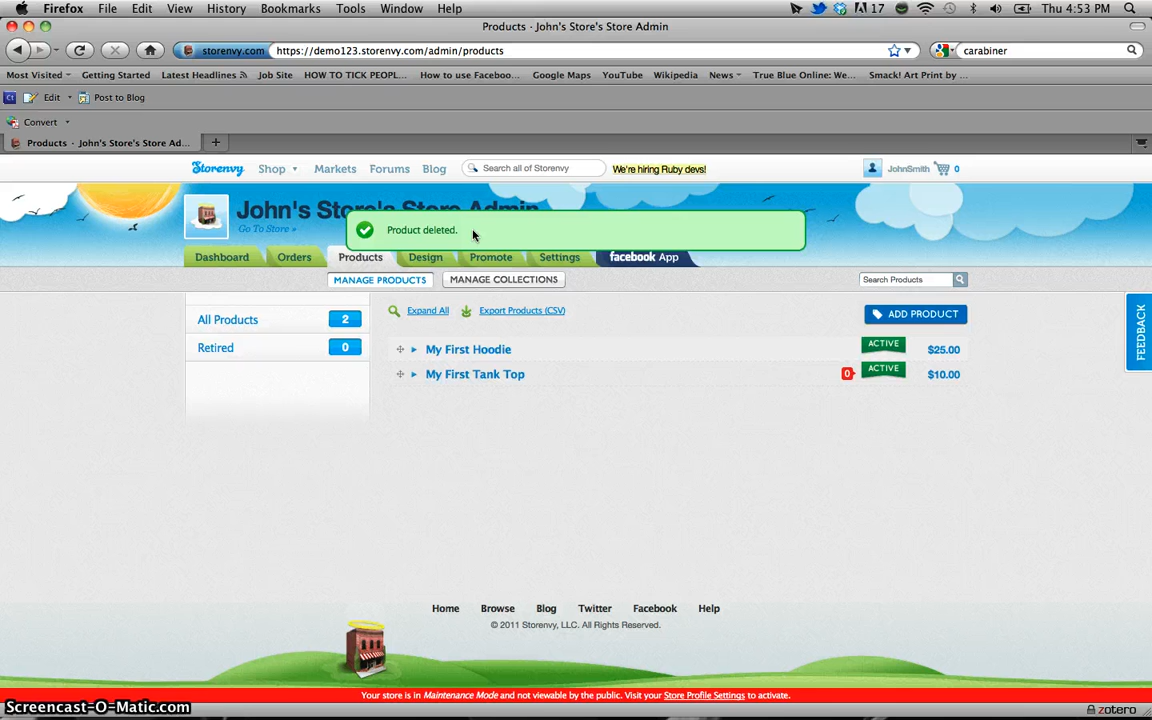 Firefox File Edit View History Bookmarks Tools Window Help 17 Thu 4:53 PM
Products · John's Store's Store Admin
storenvy.com https://demo123.storenvy.com/admin/products carabiner
Most Visited Getting Started Latest Headlines Job Site HOW TO TICK PEOPL... How to use Faceboo... Google Maps YouTube Wikipedia News True Blue Online: We... Smack! Art Print by ...
Edit Post to Blog
Convert
Products · John's Store's Store Ad...
Storenvy Shop Markets Forums Blog Search all of Storenvy We're hiring Ruby devs! JohnSmith 0
John's Store's Store Admin
Go To Store »
Product deleted.
Dashboard Orders Products Design Promote Settings facebook App
MANAGE PRODUCTS MANAGE COLLECTIONS Search Products
All Products 2
Retired 0
Expand All Export Products (CSV) ADD PRODUCT
My First Hoodie ACTIVE $25.00
My First Tank Top 0 ACTIVE $10.00
FEEDBACK
Home Browse Blog Twitter Facebook Help
© 2011 Storenvy, LLC. All Rights Reserved.
Your store is in Maintenance Mode and not viewable by the public. Visit your Store Profile Settings to activate.
Screencast-O-Matic.com zotero